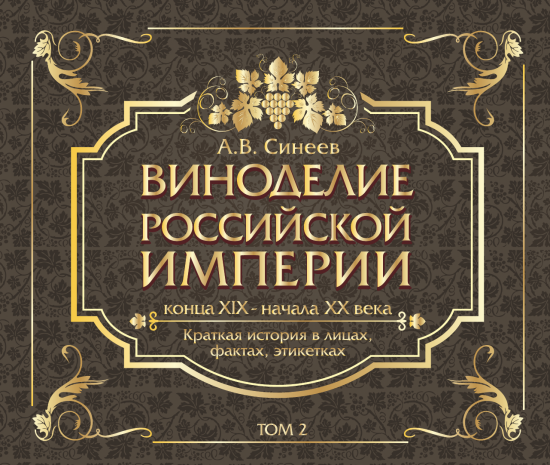 А.В. Синеев
ВИНОДЕЛИЕ
РОССИЙСКОЙ
ИМПЕРИИ
конца XIX - начала XX века
Краткая история в лицах,
фактах, этикетках
ТОМ 2